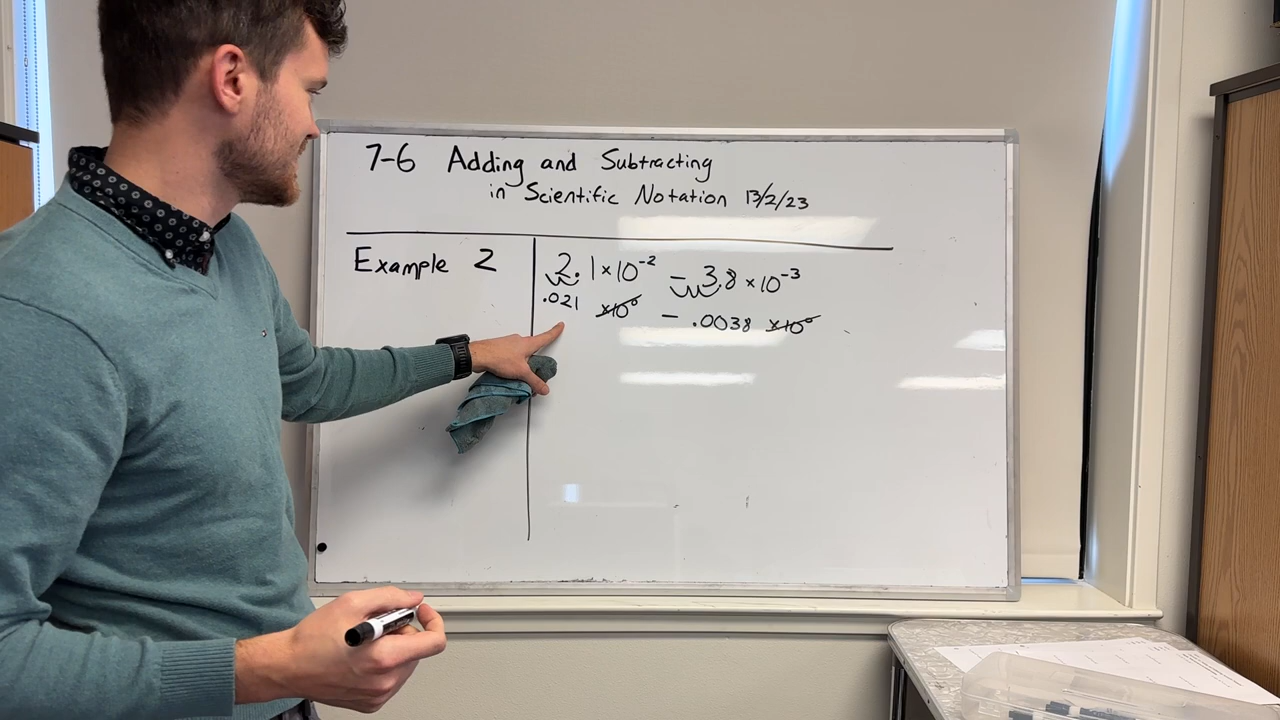 7-6 Adding and Subtracting
in Scientific Notation 13/2/23
Example 2
2.1×10⁻² − 3.8×10⁻³
.021 ×10⁰ − .0038 ×10⁰